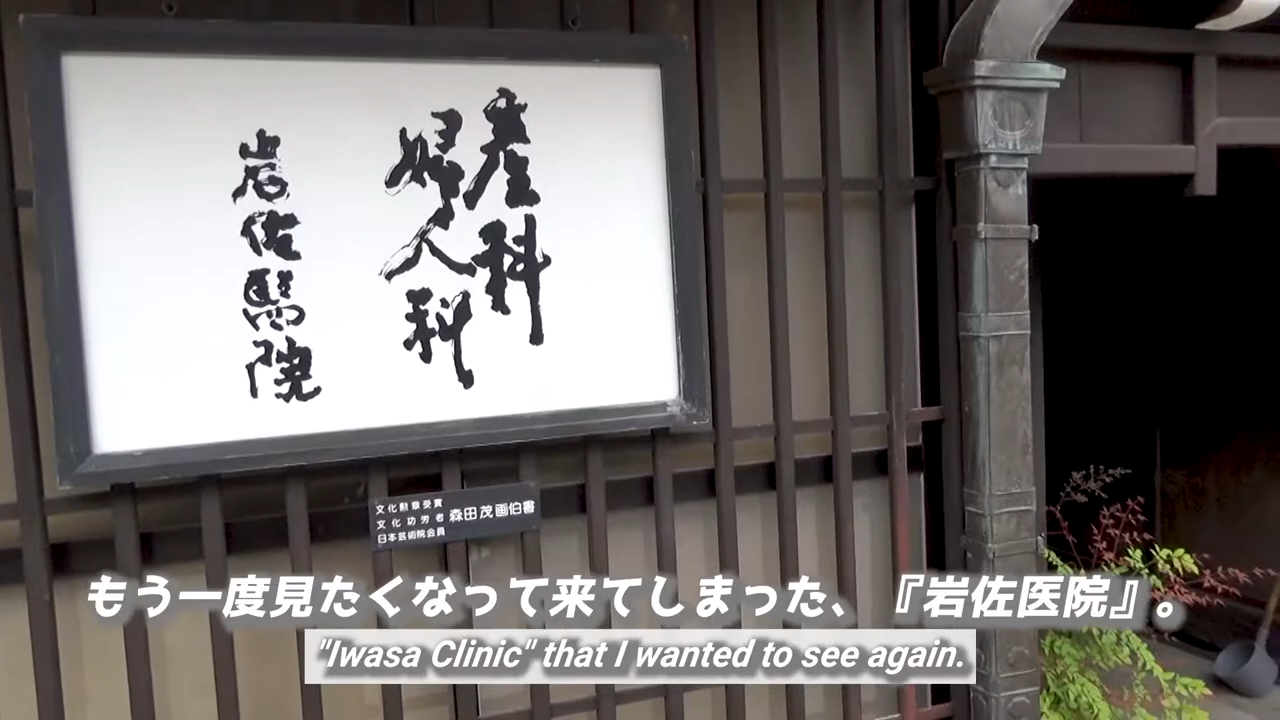 産科
婦人科
岩佐醫院
文化勲章受賞
文化功労者
日本芸術院会員
森田茂画伯書
もう一度見たくなって来てしまった、『岩佐医院』。
"Iwasa Clinic" that I wanted to see again.